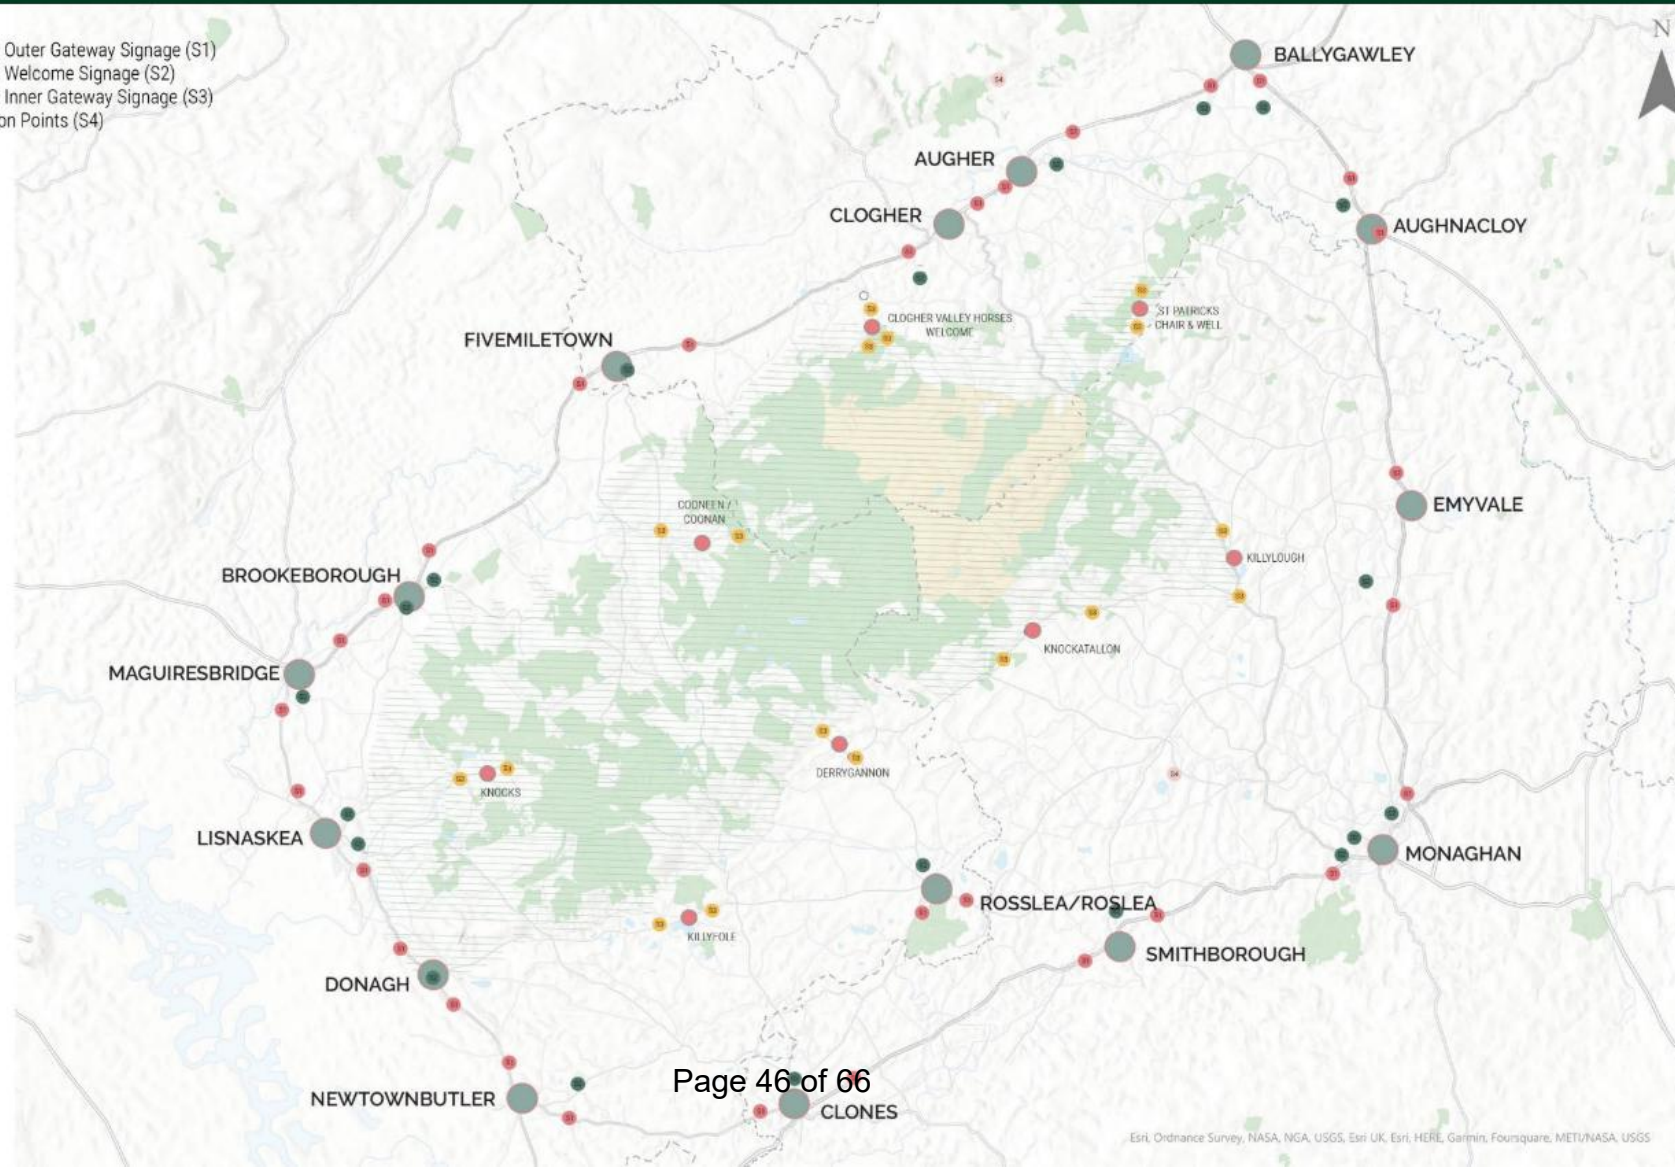 Outer Gateway Signage (S1)
Welcome Signage (S2)
Inner Gateway Signage (S3)
on Points (S4)
N
BALLYGAWLEY
AUGHER
CLOGHER
AUGHNACLOY
CLOGHER VALLEY HORSES
WELCOME
ST PATRICKS
CHAIR & WELL
FIVEMILETOWN
COONEEN /
COONAN
EMYVALE
KILLYLOUGH
BROOKEBOROUGH
KNOCKATALLON
MAGUIRESBRIDGE
DERRYGANNON
KNOCKS
LISNASKEA
MONAGHAN
ROSSLEA/ROSLEA
KILLYFOLE
SMITHBOROUGH
DONAGH
Page 46 of 66
NEWTOWNBUTLER
CLONES
Esri, Ordnance Survey, NASA, NGA, USGS, Esri UK, Esri, HERE, Garmin, Foursquare, METI/NASA, USGS